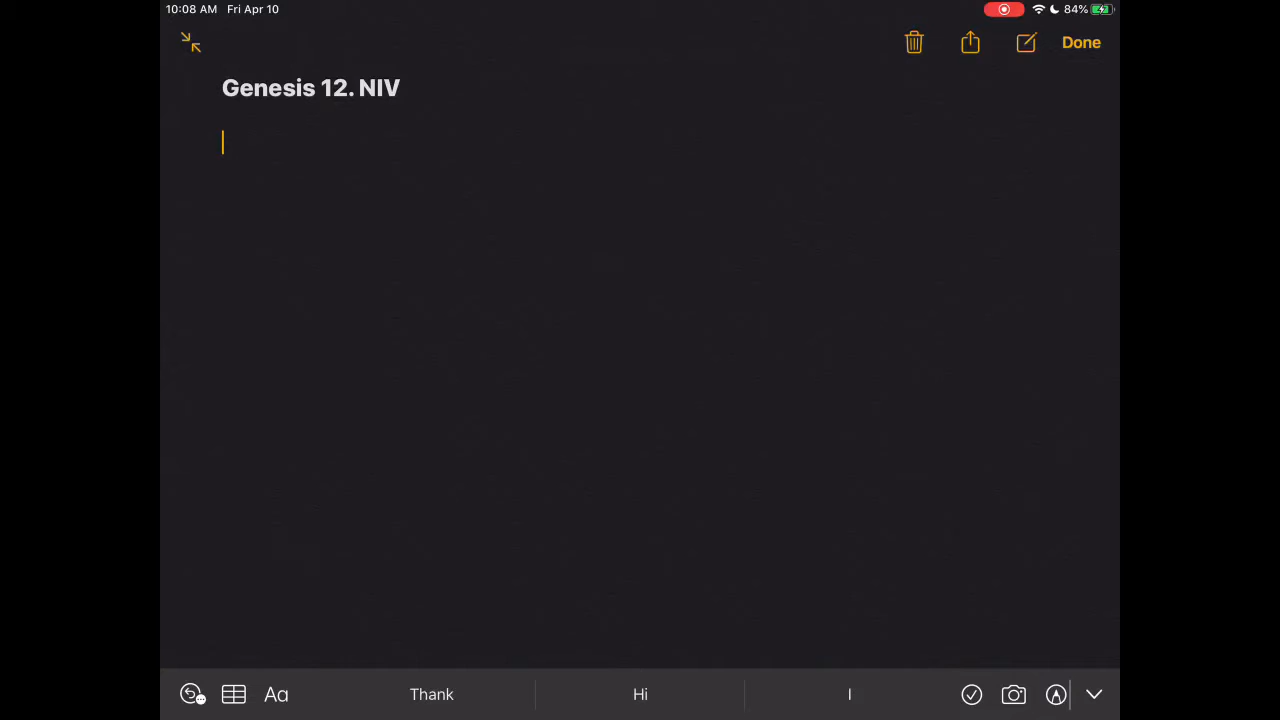 10:08 AM Fri Apr 10
84%
Done
Genesis 12. NIV
Aa
Thank
Hi
I